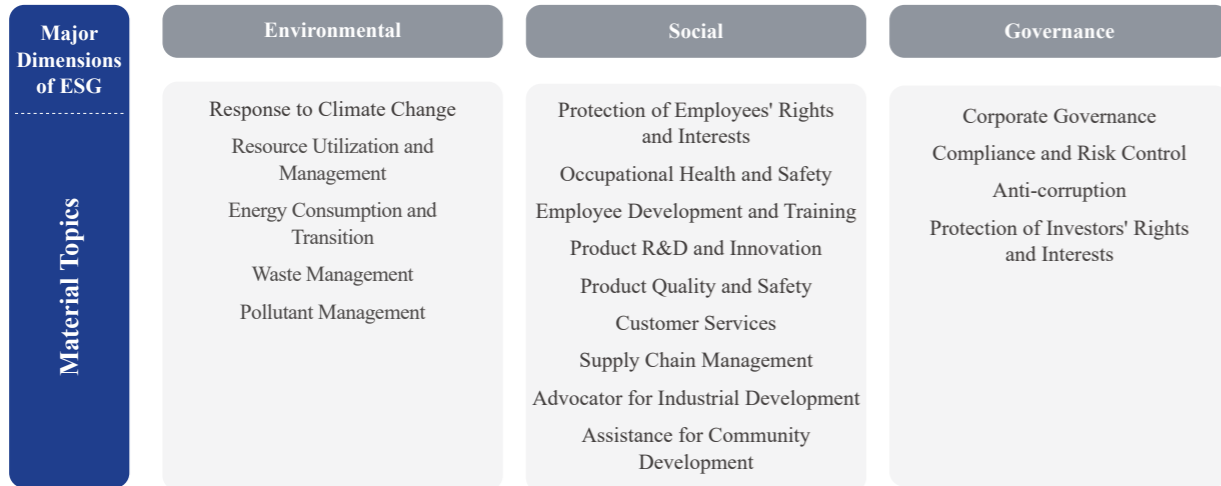 Major
Dimensions
of ESG
Material Topics
Environmental
Response to Climate Change
Resource Utilization and
Management
Energy Consumption and
Transition
Waste Management
Pollutant Management
Social
Protection of Employees' Rights
and Interests
Occupational Health and Safety
Employee Development and Training
Product R&D and Innovation
Product Quality and Safety
Customer Services
Supply Chain Management
Advocator for Industrial Development
Assistance for Community
Development
Governance
Corporate Governance
Compliance and Risk Control
Anti-corruption
Protection of Investors' Rights
and Interests